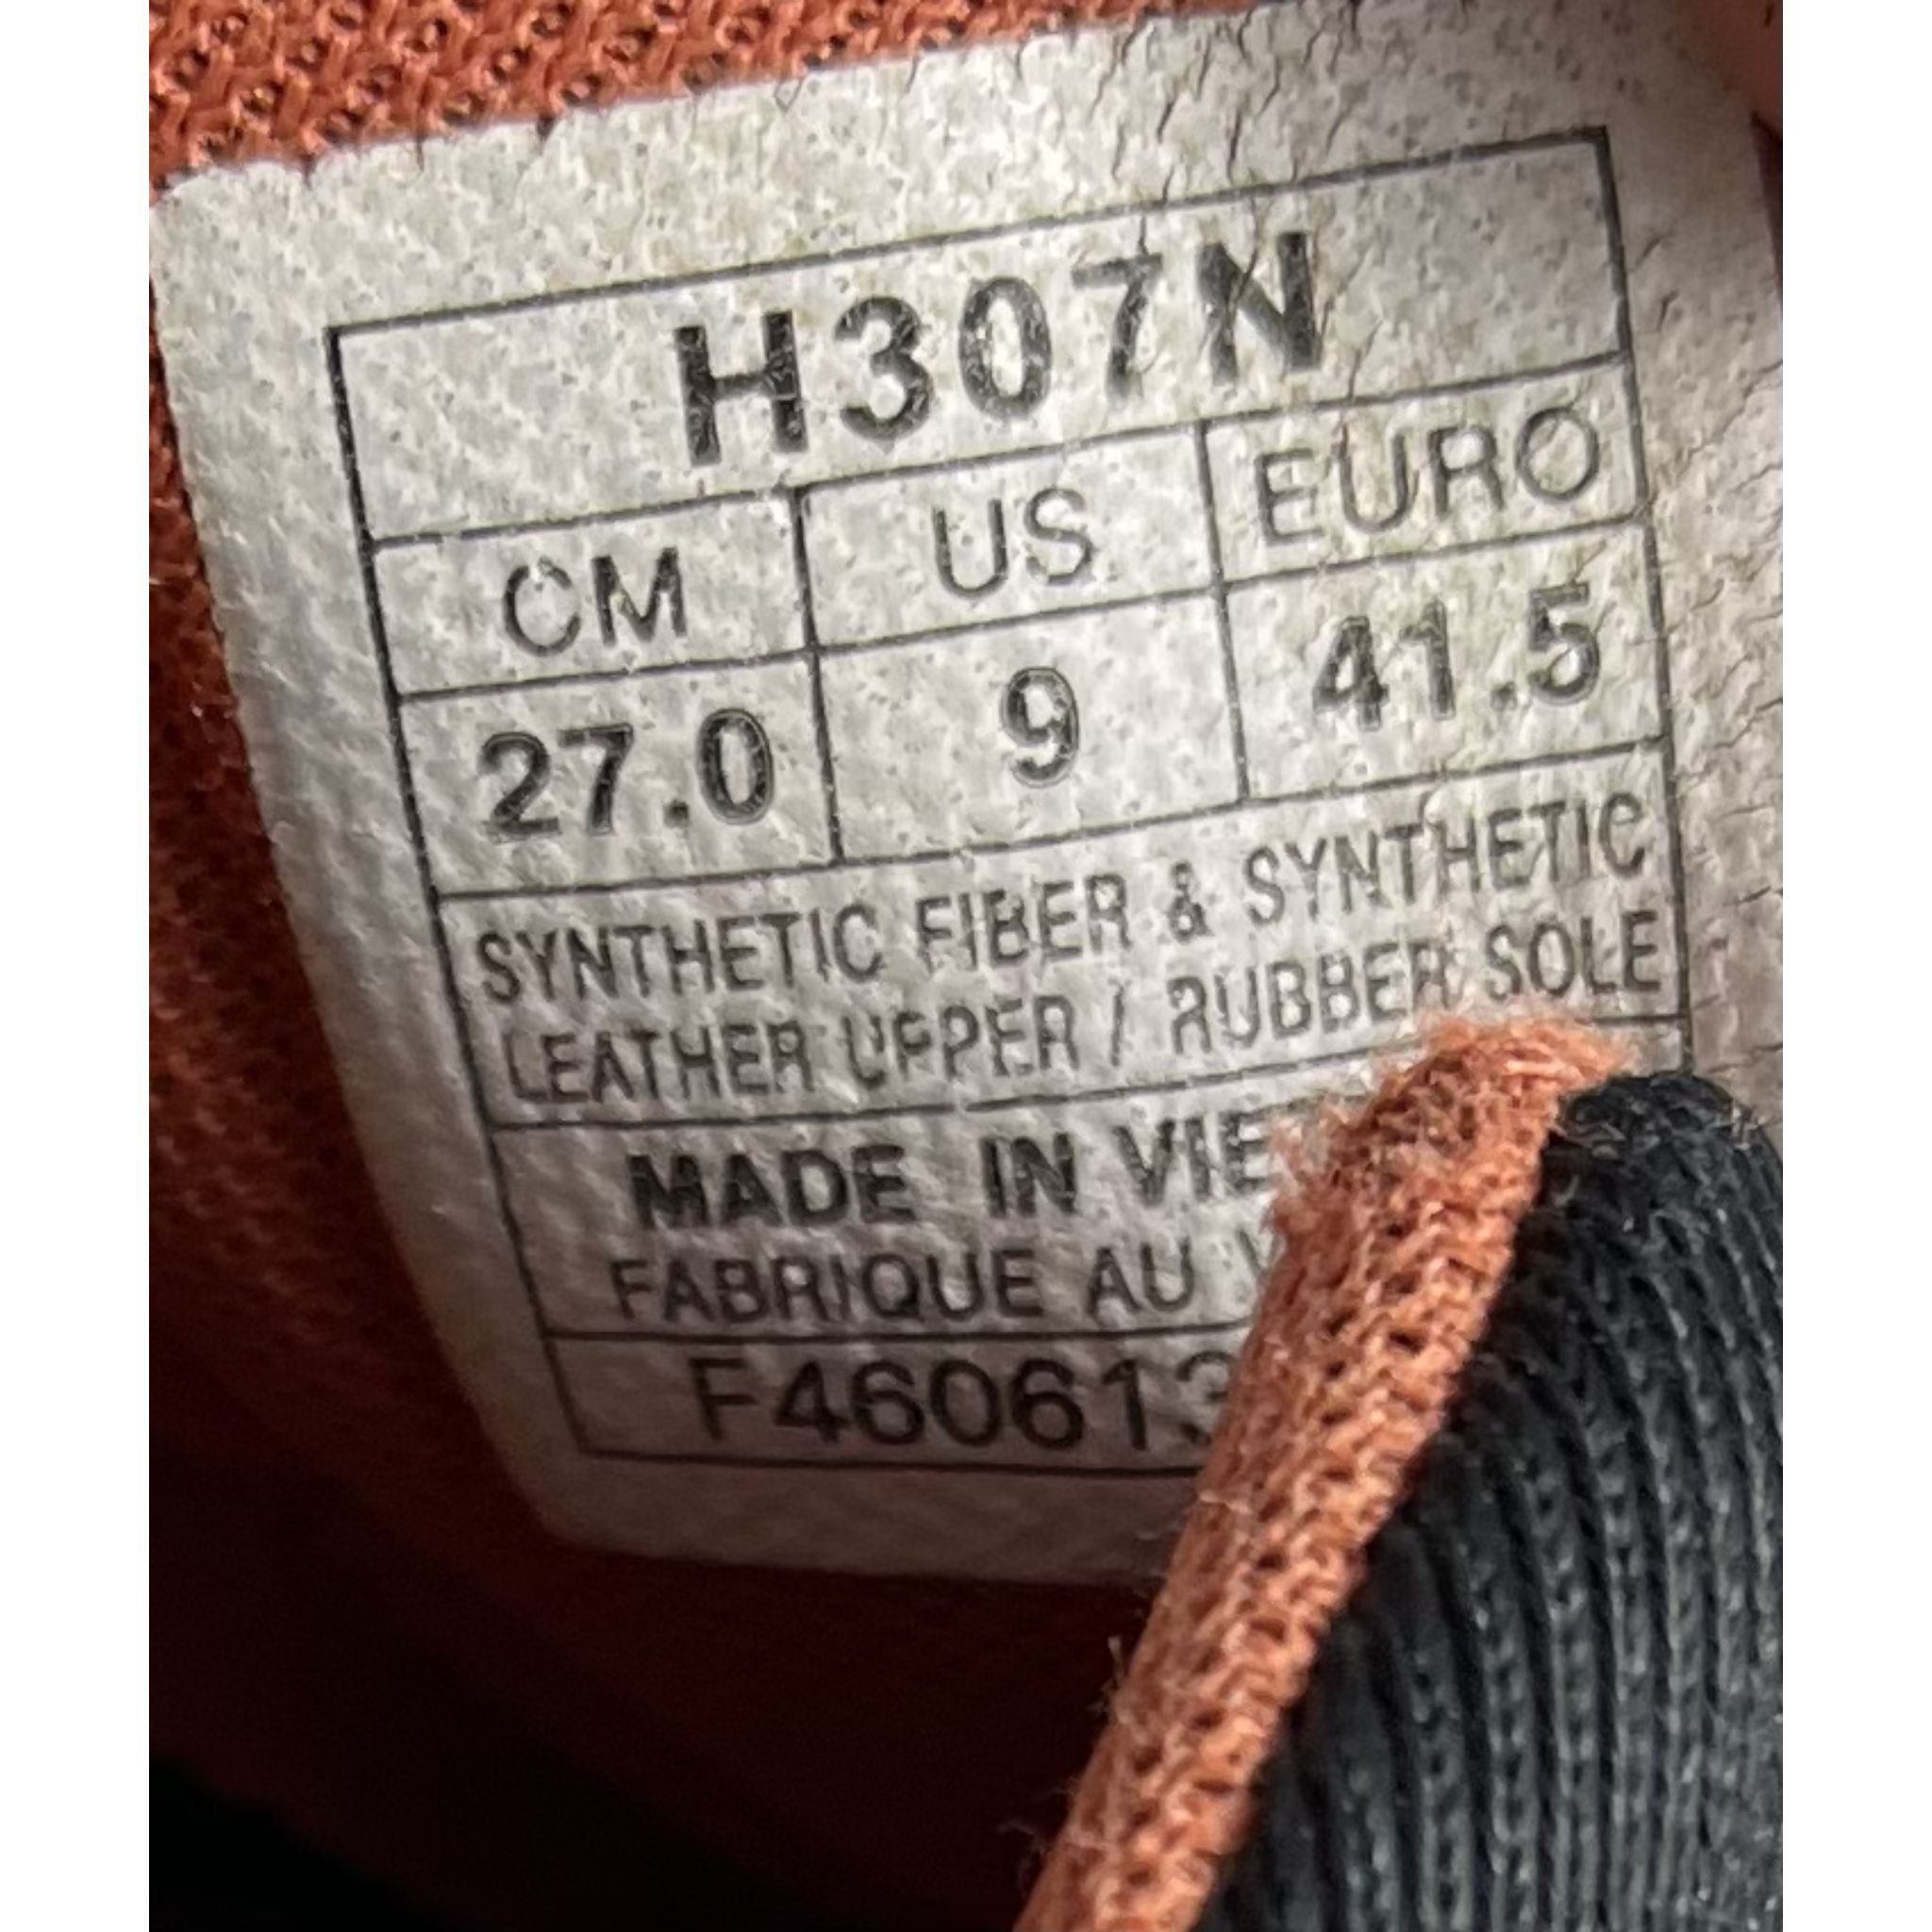 H307N
CM US EURO
27.0 9 41.5
SYNTHETIC FIBER & SYNTHETIC
LEATHER UPPER / RUBBER SOLE
MADE IN VIE
FABRIQUE AU
F460613